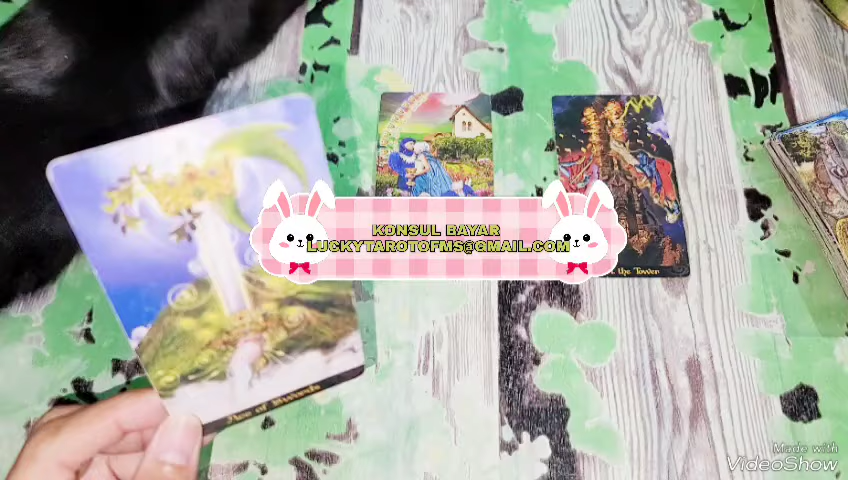 KONSUL BAYAR
LUCKYTAROTOFMS@GMAIL.COM
the Tower
Ace of Swords
Made with
VideoShow